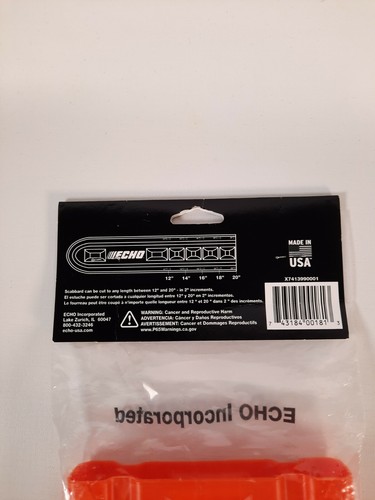 ECHO
12" 14" 16" 18" 20"
MADE IN
USA
X7413990001
Scabbard can be cut to any length between 12" and 20" - in 2" increments.
El estuche puede ser cortado a cualquier longitud entre 12" y 20" en 2" incrementos.
Le fourreau peut être coupé à n'importe quelle longueur entre 12 " et 20 " dans 2 " des incréments.
ECHO Incorporated
Lake Zurich, IL 60047
800-432-3246
echo-usa.com
WARNING: Cancer and Reproductive Harm
ADVERTENCIA: Cáncer y Daños Reproductivos
AVERTISSEMENT: Cancer et Dommages Reproductifs
www.P65Warnings.ca.gov
7 43184 00181 3
ECHO Incorporated